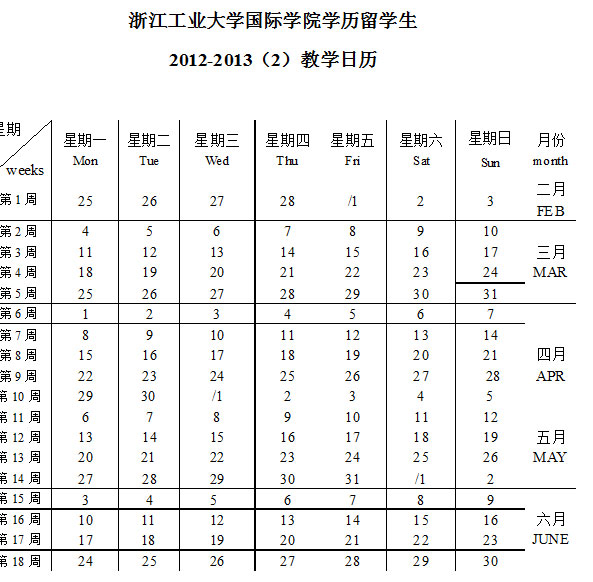 浙江工业大学国际学院学历留学生
2012-2013（2）教学日历
星期 星期一 星期二 星期三 星期四 星期五 星期六 星期日 月份
weeks Mon Tue Wed Thu Fri Sat Sun month
第1周 25 26 27 28 /1 2 3 二月
FEB
第2周 4 5 6 7 8 9 10
第3周 11 12 13 14 15 16 17 三月
第4周 18 19 20 21 22 23 24 MAR
第5周 25 26 27 28 29 30 31
第6周 1 2 3 4 5 6 7
第7周 8 9 10 11 12 13 14
第8周 15 16 17 18 19 20 21 四月
第9周 22 23 24 25 26 27 28 APR
第10周 29 30 /1 2 3 4 5
第11周 6 7 8 9 10 11 12
第12周 13 14 15 16 17 18 19 五月
第13周 20 21 22 23 24 25 26 MAY
第14周 27 28 29 30 31 /1 2
第15周 3 4 5 6 7 8 9
第16周 10 11 12 13 14 15 16 六月
第17周 17 18 19 20 21 22 23 JUNE
第18周 24 25 26 27 28 29 30